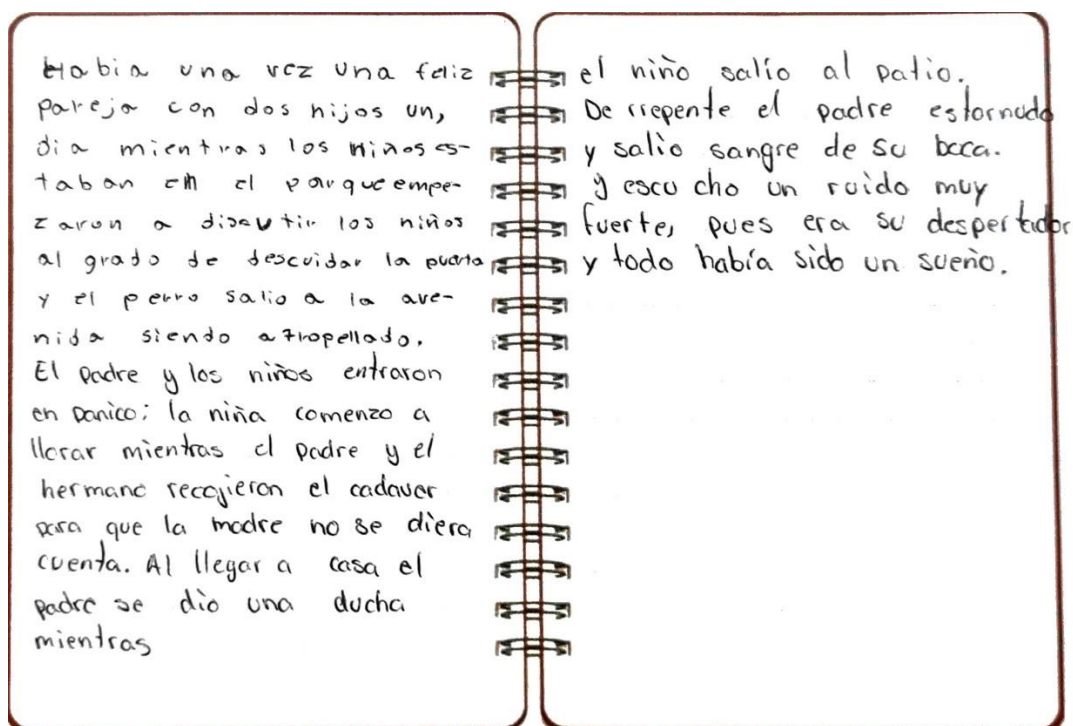 Habia una vez una feliz
pareja con dos hijos un,
dia mientras los niños es-
taban en el parque empe-
zaron a discutir los niños
al grado de descuidar la puerta
y el perro salio a la ave-
nida siendo atropellado.
El padre y los niños entraron
en panico; la niña comenzo a
llorar mientras el padre y el
hermano recojieron el cadaver
para que la madre no se diera
cuenta. Al llegar a casa el
padre se dio una ducha
mientras
el niño salío al patio.
De rrepente el padre estornudo
y salío sangre de su boca.
y escu cho un ruido muy
fuerte, pues era su despertador
y todo había sido un sueño.